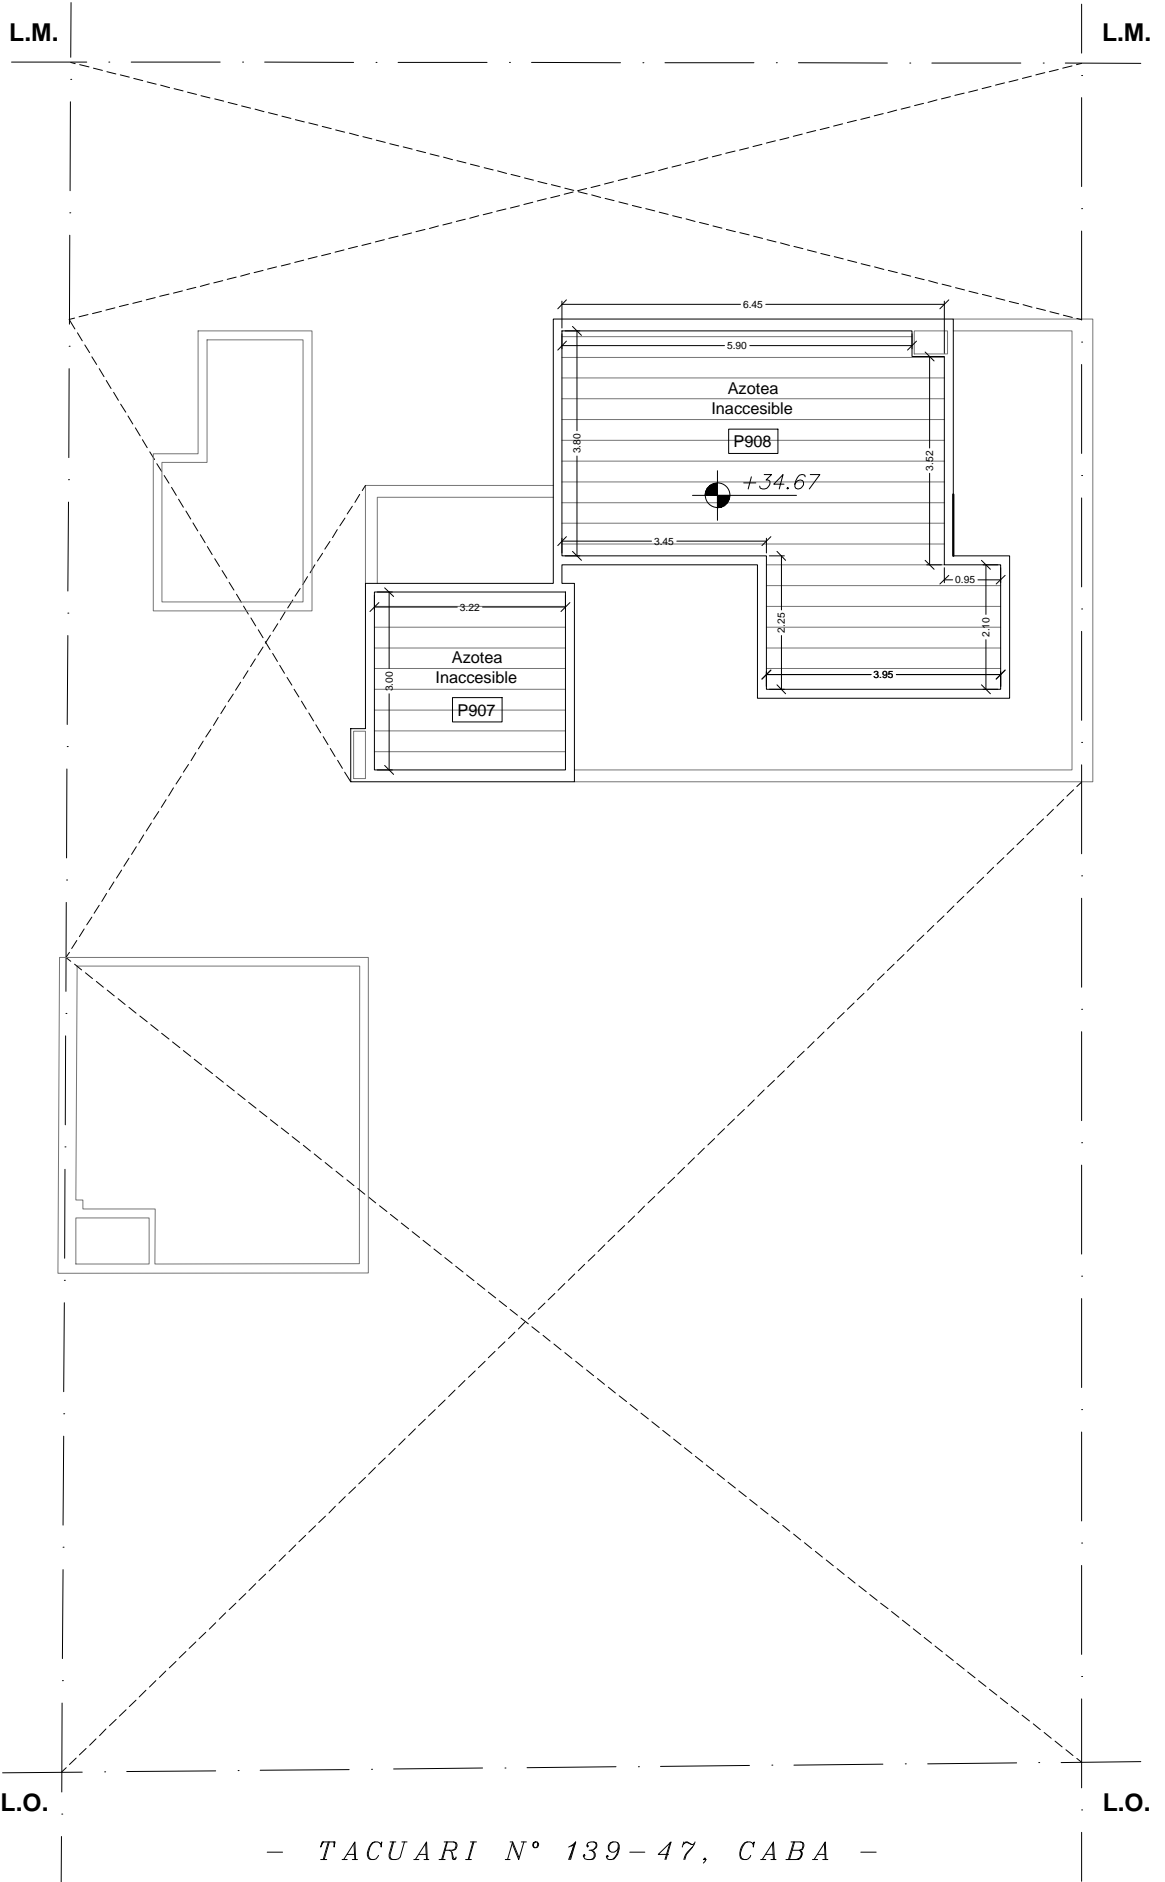 L.M.
L.M.
6.45
5.90
Azotea
Inaccesible
P908
3.80
3.52
+34.67
3.45
0.95
2.25
2.10
3.95
3.22
Azotea
Inaccesible
3.00
P907
L.O.
L.O.
- TACUARI N° 139-47, CABA -